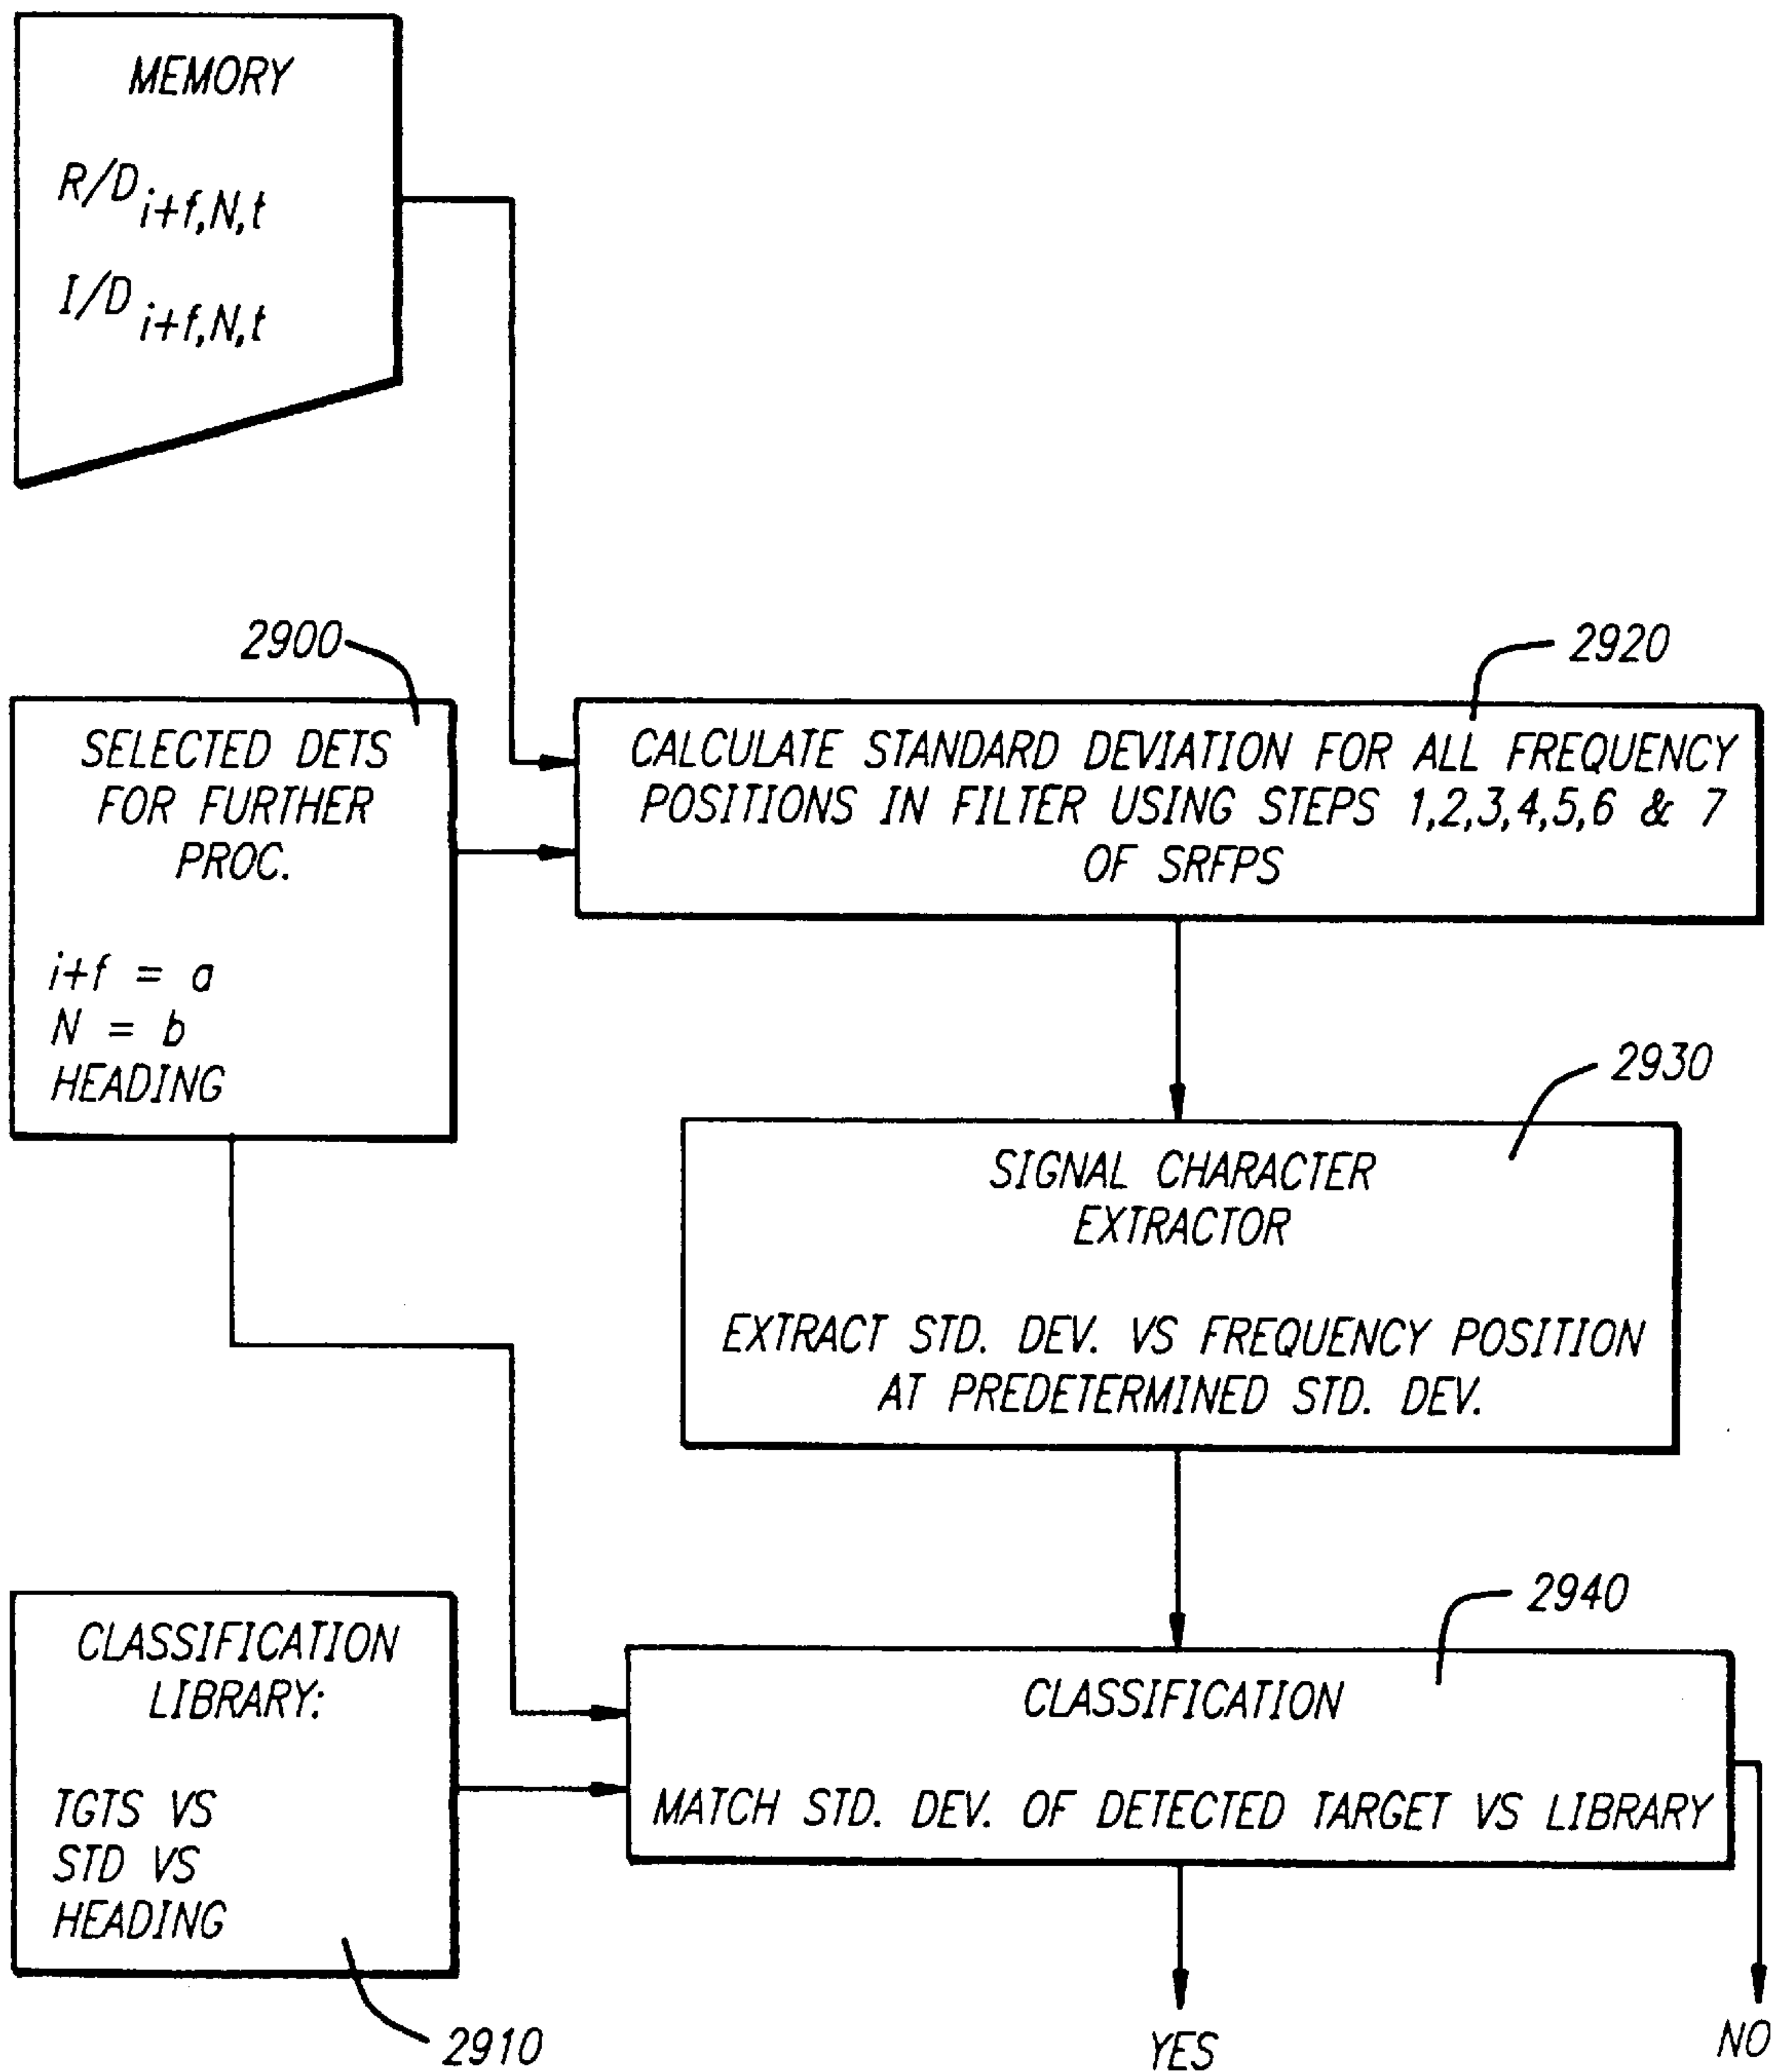 MEMORY
R/D i+f,N,t
I/D i+f,N,t
2900
SELECTED DETS
FOR FURTHER
PROC.
i+f = a
N = b
HEADING
2920
CALCULATE STANDARD DEVIATION FOR ALL FREQUENCY
POSITIONS IN FILTER USING STEPS 1,2,3,4,5,6 & 7
OF SRFPS
2930
SIGNAL CHARACTER
EXTRACTOR
EXTRACT STD. DEV. VS FREQUENCY POSITION
AT PREDETERMINED STD. DEV.
CLASSIFICATION
LIBRARY:
TGTS VS
STD VS
HEADING
2910
2940
CLASSIFICATION
MATCH STD. DEV. OF DETECTED TARGET VS LIBRARY
YES
NO